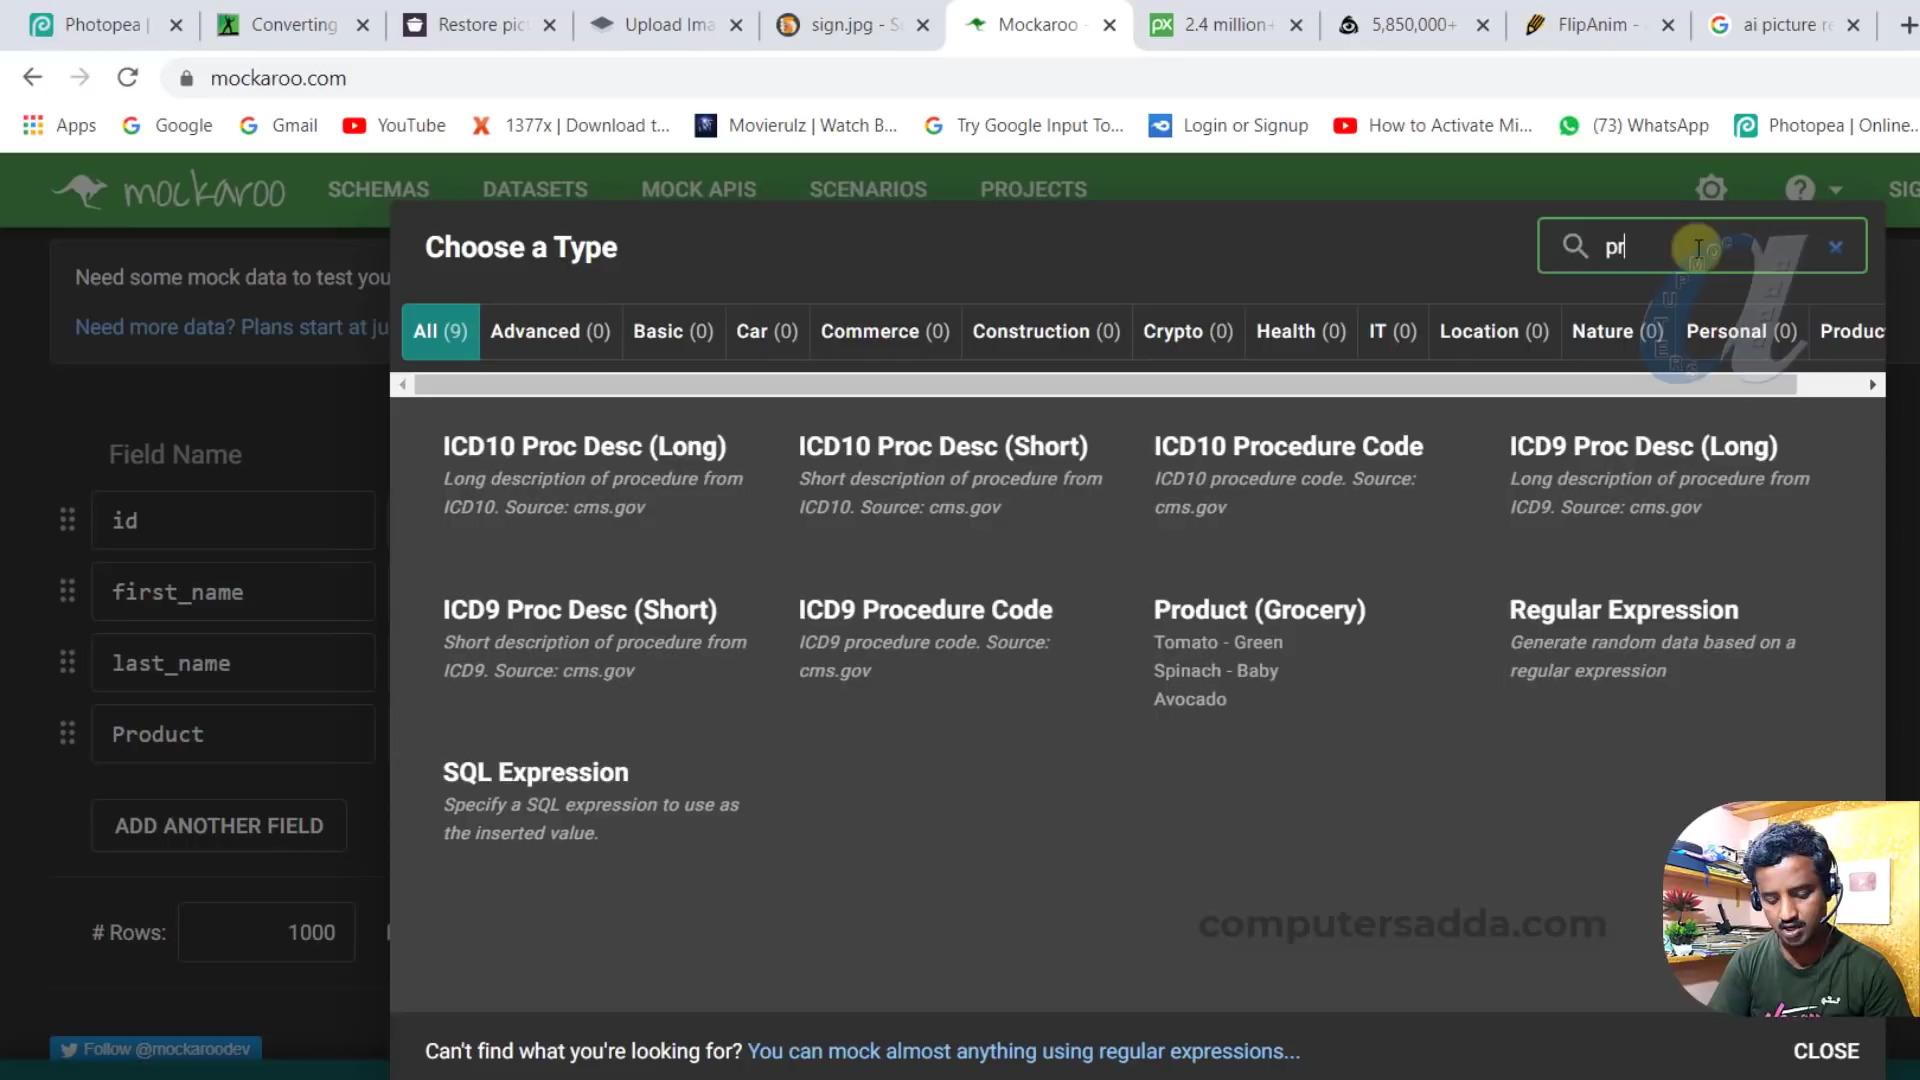 Photopea |
Converting
Restore pic
Upload Ima
sign.jpg - S
Mockaroo -
px
2.4 million+
5,850,000+
FlipAnim -
ai picture re
mockaroo.com
Apps
Google
Gmail
YouTube
1377x | Download t...
Movierulz | Watch B...
Try Google Input To...
Login or Signup
How to Activate Mi...
(73) WhatsApp
Photopea | Online...
mockaroo
SCHEMAS
DATASETS
MOCK APIS
SCENARIOS
PROJECTS
SIG
Need some mock data to test you
Need more data? Plans start at ju
Choose a Type
pr
All (9)
Advanced (0)
Basic (0)
Car (0)
Commerce (0)
Construction (0)
Crypto (0)
Health (0)
IT (0)
Location (0)
Nature (0)
Personal (0)
Produc
Field Name
id
first_name
last_name
Product
ADD ANOTHER FIELD
# Rows:
1000
Follow @mockaroodev
ICD10 Proc Desc (Long)
Long description of procedure from
ICD10. Source: cms.gov
ICD10 Proc Desc (Short)
Short description of procedure from
ICD10. Source: cms.gov
ICD10 Procedure Code
ICD10 procedure code. Source:
cms.gov
ICD9 Proc Desc (Long)
Long description of procedure from
ICD9. Source: cms.gov
ICD9 Proc Desc (Short)
Short description of procedure from
ICD9. Source: cms.gov
ICD9 Procedure Code
ICD9 procedure code. Source:
cms.gov
Product (Grocery)
Tomato - Green
Spinach - Baby
Avocado
Regular Expression
Generate random data based on a
regular expression
SQL Expression
Specify a SQL expression to use as
the inserted value.
computersadda.com
Can't find what you're looking for? You can mock almost anything using regular expressions...
CLOSE